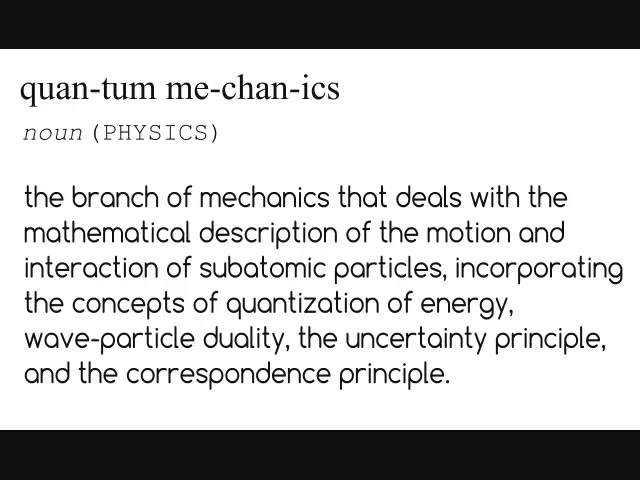 quan-tum me-chan-ics
noun (PHYSICS)
the branch of mechanics that deals with the
mathematical description of the motion and
interaction of subatomic particles, incorporating
the concepts of quantization of energy,
wave-particle duality, the uncertainty principle,
and the correspondence principle.